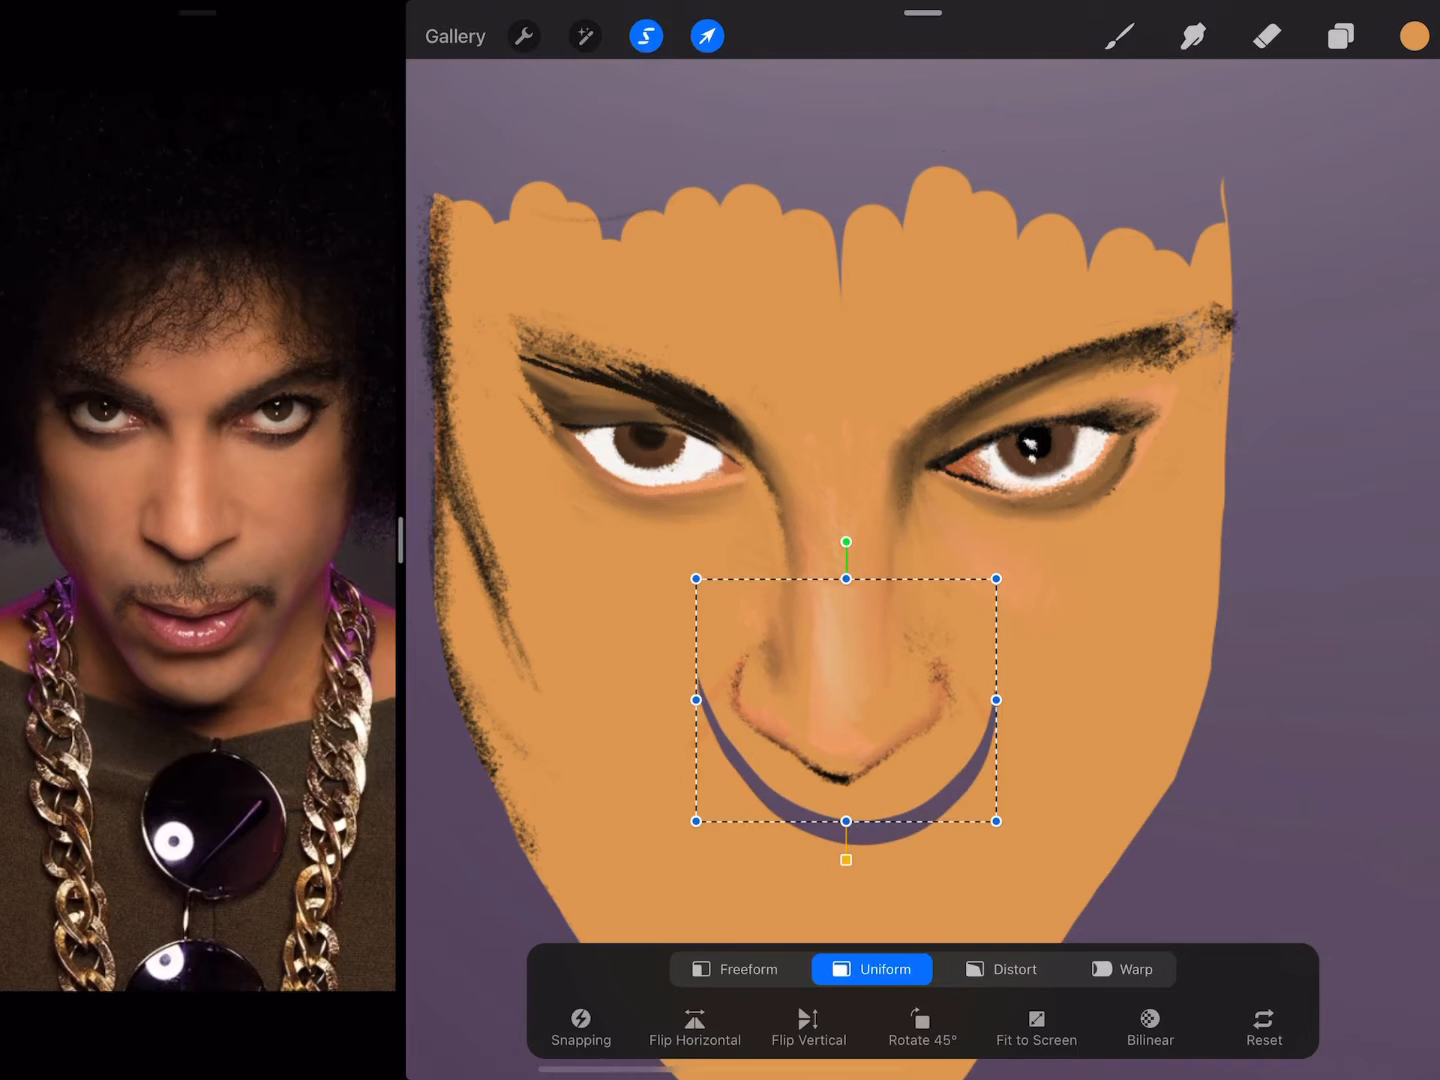 Gallery
Freeform Uniform Distort Warp
Snapping Flip Horizontal Flip Vertical Rotate 45° Fit to Screen Bilinear Reset